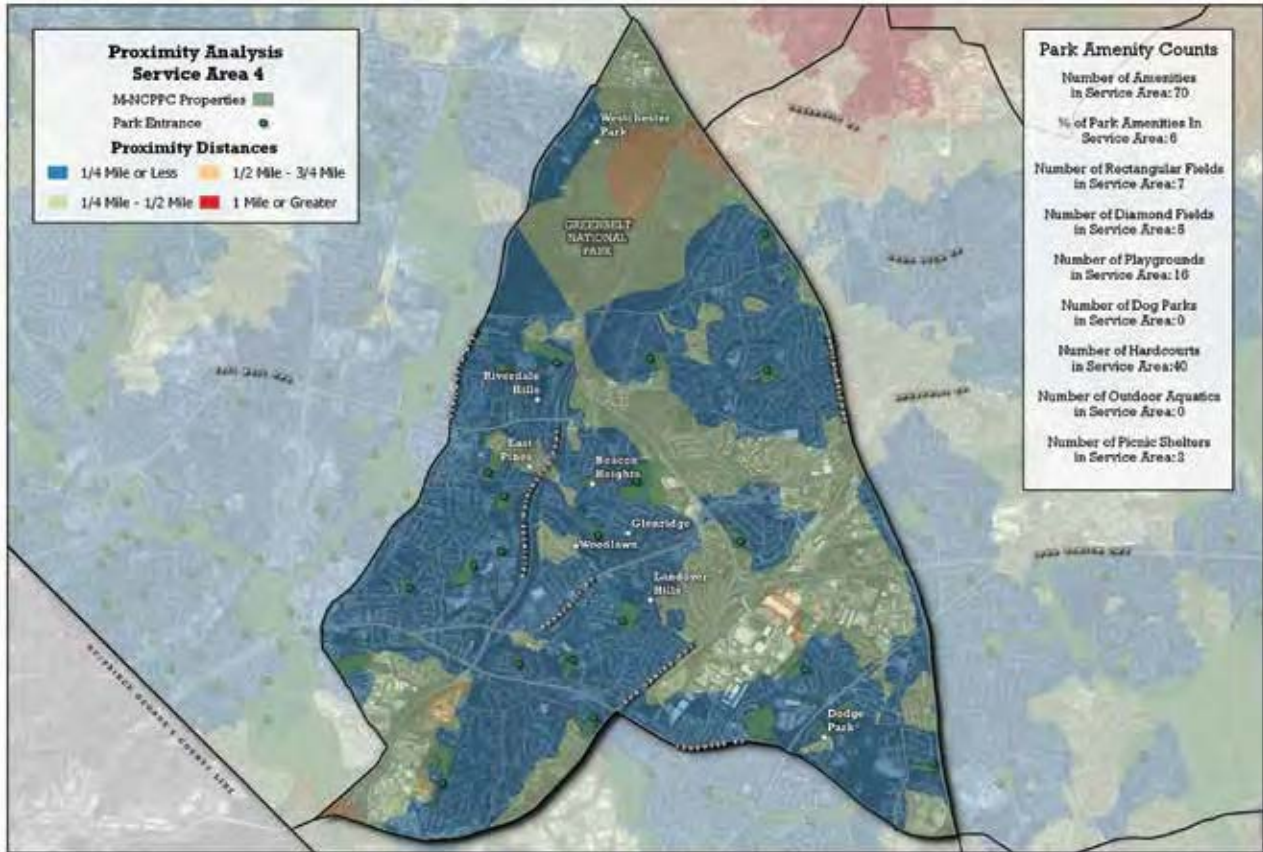 Proximity Analysis
Service Area 4
M-NCPPC Properties
Park Entrance
Proximity Distances
1/4 Mile or Less
1/2 Mile - 3/4 Mile
1/4 Mile - 1/2 Mile
1 Mile or Greater
Park Amenity Counts
Number of Amenities
in Service Area: 70
% of Park Amenities In
Service Area: 6
Number of Rectangular Fields
in Service Area: 7
Number of Diamond Fields
in Service Area:
Number of Playgrounds
in Service Area: 16
Number of Dog Parks
in Service Area: 0
Number of Hardcourts
in Service Area: 40
Number of Outdoor Aquatics
in Service Area: 0
Number of Picnic Shelters
in Service Area: 2
Westchester
Park
GREENBELT
NATIONAL
PARK
Riverdale
Hills
East
Pines
Beacon
Heights
Glenridge
Woodlawn
Landover
Hills
Dodge
Park
DC/PRINCE GEORGE'S COUNTY LINE